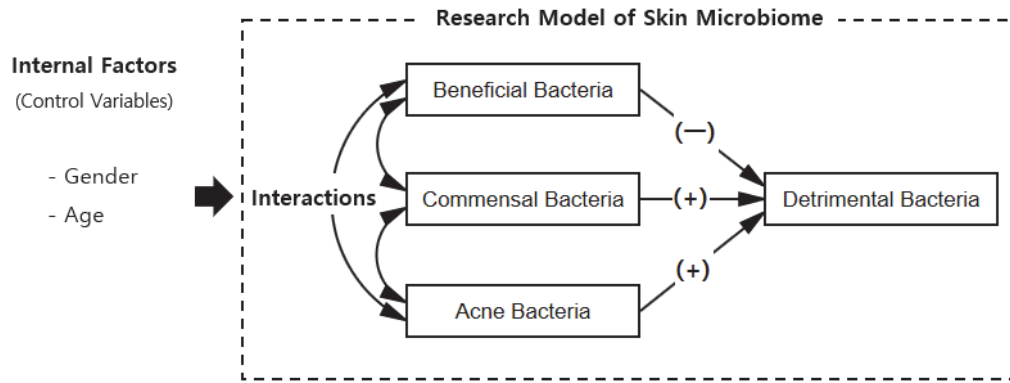 Research Model of Skin Microbiome
Internal Factors
(Control Variables)
- Gender
- Age
Interactions
Beneficial Bacteria
Commensal Bacteria
Acne Bacteria
(—)
(+)
(+)
Detrimental Bacteria